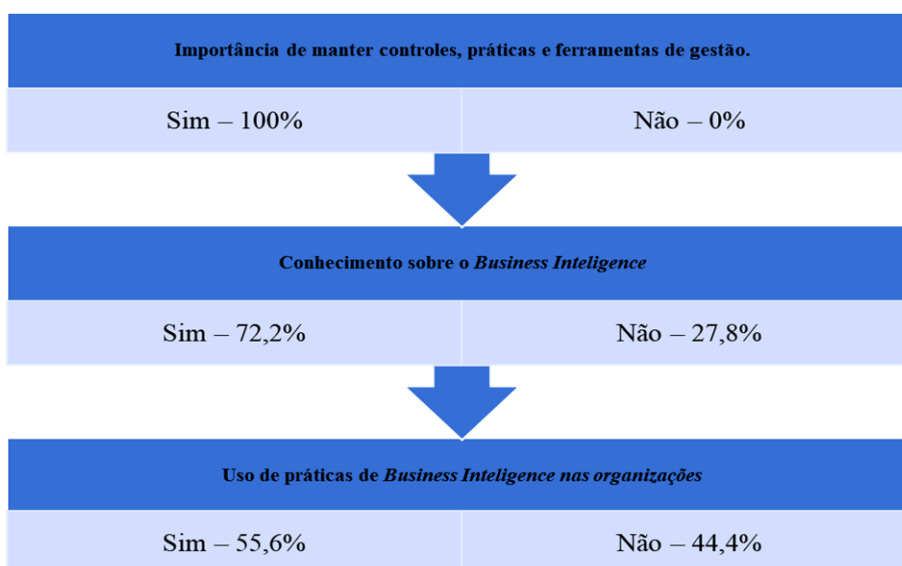 Importância de manter controles, práticas e ferramentas de gestão.
Sim – 100%
Não – 0%
Conhecimento sobre o Business Inteligence
Sim – 72,2%
Não – 27,8%
Uso de práticas de Business Inteligence nas organizações
Sim – 55,6%
Não – 44,4%